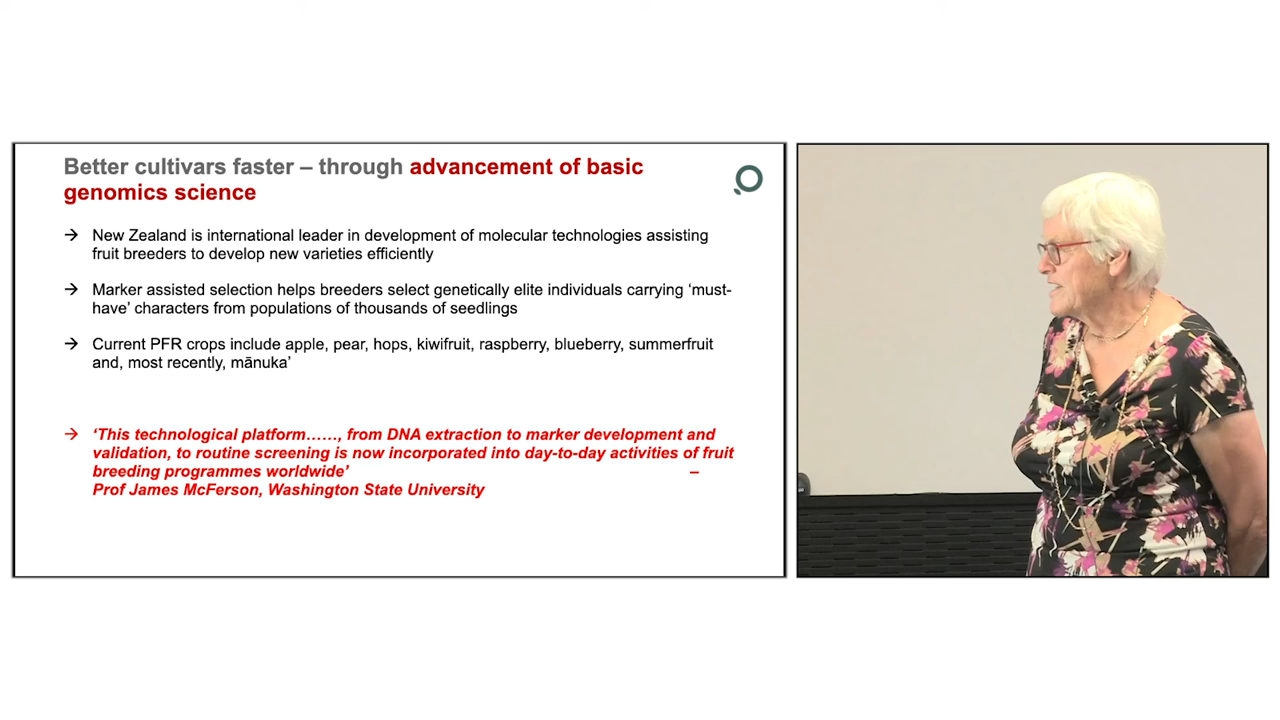 Better cultivars faster – through advancement of basic
genomics science
→ New Zealand is international leader in development of molecular technologies assisting
fruit breeders to develop new varieties efficiently
→ Marker assisted selection helps breeders select genetically elite individuals carrying ‘must-
have’ characters from populations of thousands of seedlings
→ Current PFR crops include apple, pear, hops, kiwifruit, raspberry, blueberry, summerfruit
and, most recently, mānuka’
→ ‘This technological platform……, from DNA extraction to marker development and
validation, to routine screening is now incorporated into day-to-day activities of fruit
breeding programmes worldwide’ –
Prof James McFerson, Washington State University